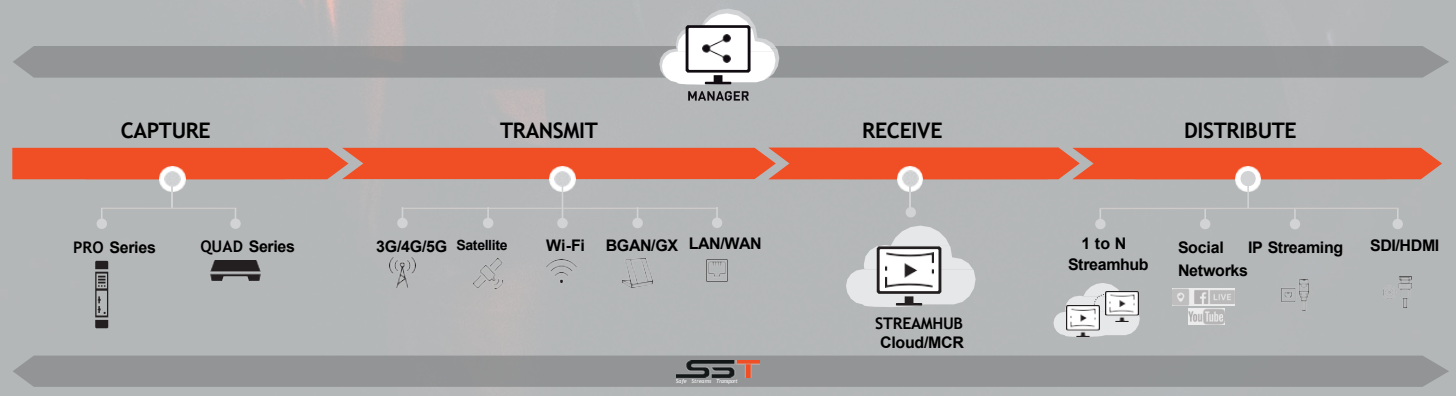 MANAGER
CAPTURE
TRANSMIT
RECEIVE
DISTRIBUTE
PRO Series
QUAD Series
3G/4G/5G
Satellite
Wi-Fi
BGAN/GX
LAN/WAN
STREAMHUB
Cloud/MCR
1 to N
Streamhub
Social
Networks
f LIVE
YouTube
IP Streaming
SDI/HDMI
SST
Safe Streams Transport